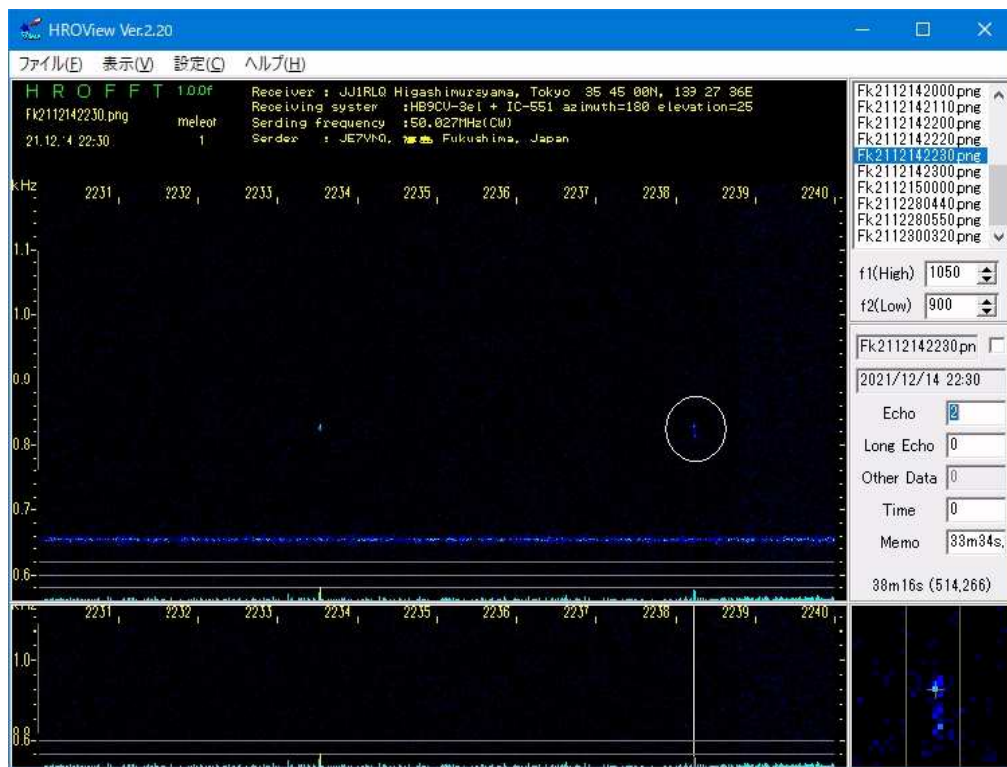 HROView Ver.2.20
ファイル(F) 表示(V) 設定(C) ヘルプ(H)
H R O F F T 1.0.0f
Fk2112142230.png meteor
21.12.14 22:30 1
Receiver : JJ1RLQ Higashimurayama, Tokyo 35 45 00N, 139 27 36E
Receiving system :HB9CV-3el + IC-551 azimuth=180 elevation=25
Serding frequency :50.027MHz(CW)
Serder : JE7YNQ, Fukushima, Japan
kHz 2231 2232 2233 2234 2235 2236 2237 2238 2239 2240
1.1
1.0
0.9
0.8
0.7
0.6
kHz 2231 2232 2233 2234 2235 2236 2237 2238 2239 2240
1.0
Fk2112142000.png
Fk2112142110.png
Fk2112142200.png
Fk2112142220.png
Fk2112142230.png
Fk2112142300.png
Fk2112150000.png
Fk2112280440.png
Fk2112280550.png
Fk2112300320.png
f1(High) 1050
f2(Low) 900
Fk2112142230.pn
2021/12/14 22:30
Echo 2
Long Echo 0
Other Data 0
Time 0
Memo 33m34s,
38m16s (514,266)